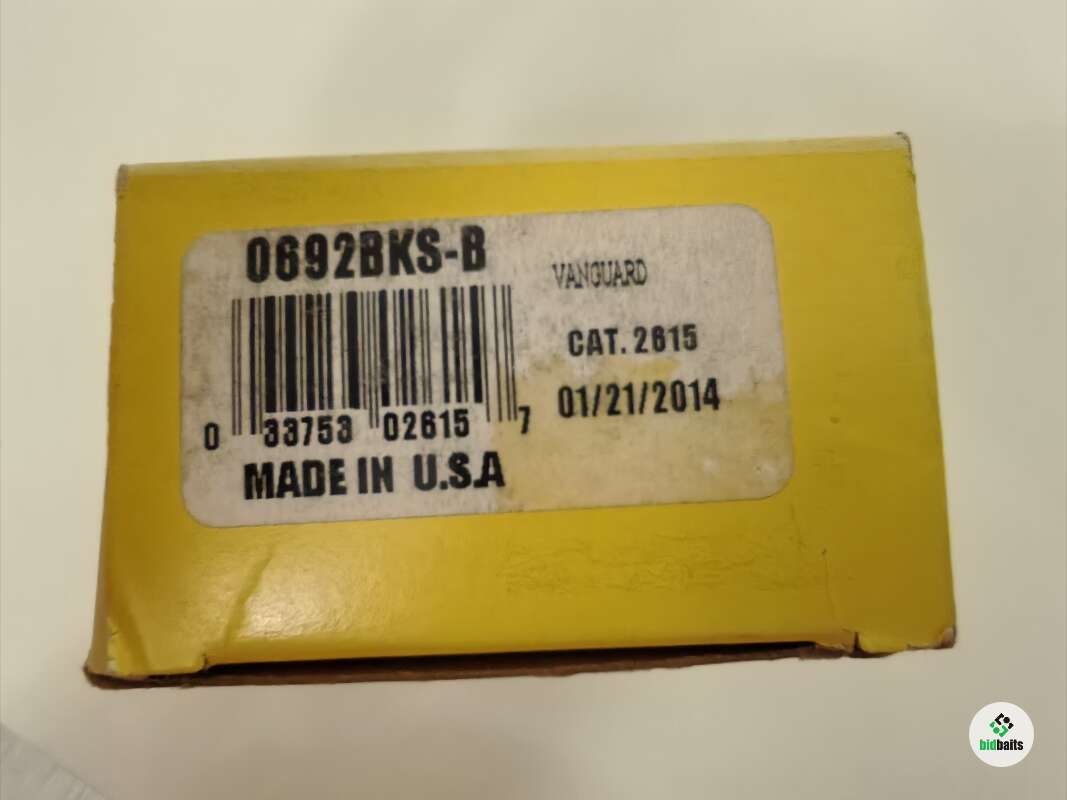 0692BKS-B
VANGUARD
CAT. 2615
01/21/2014
0 33753 02615 7
MADE IN U.S.A
bidbaits